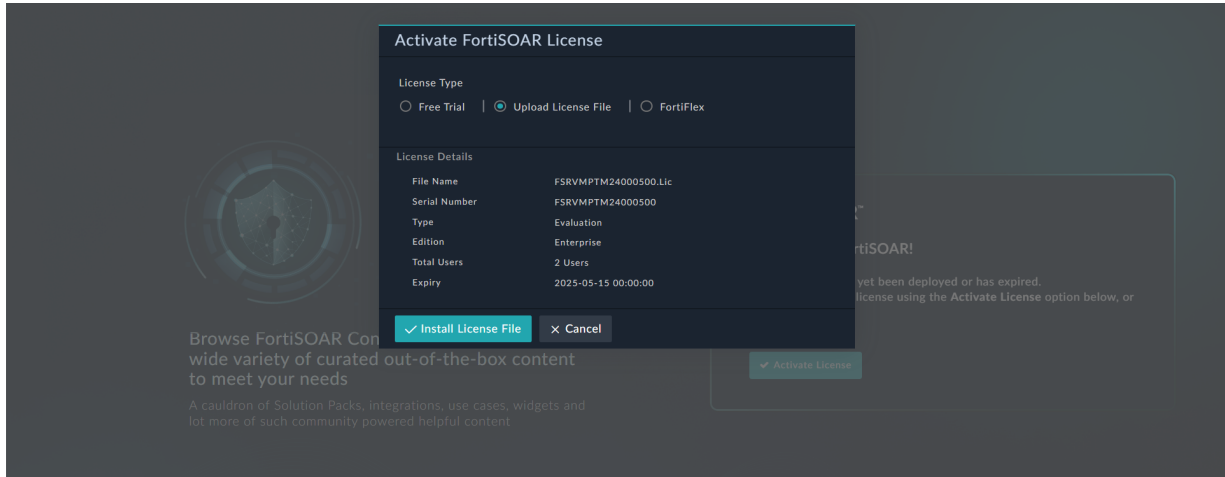 Activate FortiSOAR License
License Type
Free Trial | Upload License File | FortiFlex
License Details
File Name FSRVMPTM24000500.Lic
Serial Number FSRVMPTM24000500
Type Evaluation
Edition Enterprise
Total Users 2 Users
Expiry 2025-05-15 00:00:00
Install License File Cancel
Browse FortiSOAR Con
wide variety of curated out-of-the-box content
to meet your needs
A cauldron of Solution Packs, integrations, use cases, widgets and
lot more of such community powered helpful content
rtiSOAR!
yet been deployed or has expired.
license using the Activate License option below, or
Activate License